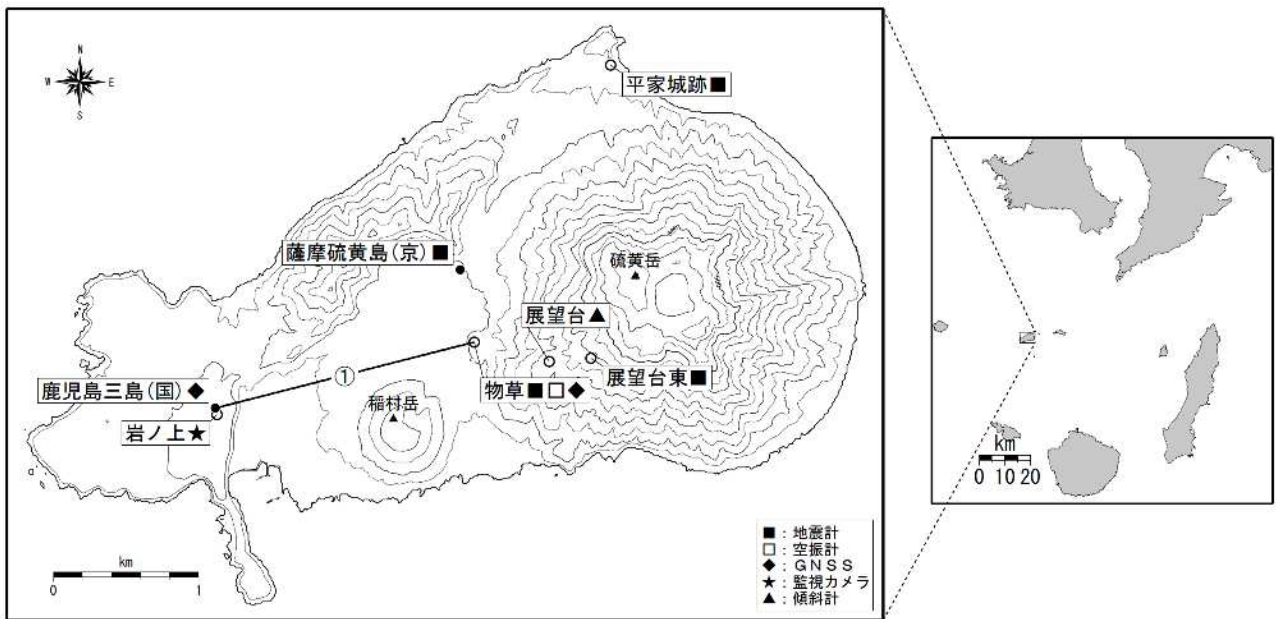 N
W E
S
平家城跡■
薩摩硫黄島(京)■
硫黄岳
展望台▲
①
鹿児島三島(国)◆
物草■□◆
展望台東■
稲村岳
岩ノ上★
km
0 1
■:地震計
□:空振計
◆:GNSS
★:監視カメラ
▲:傾斜計
km
0 10 20